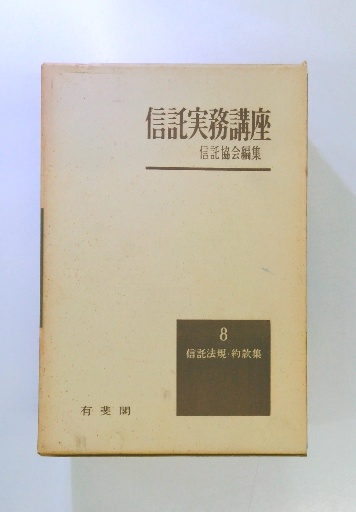 信託実務講座
信託協会編集
8
信託法規・約款集
有斐閣